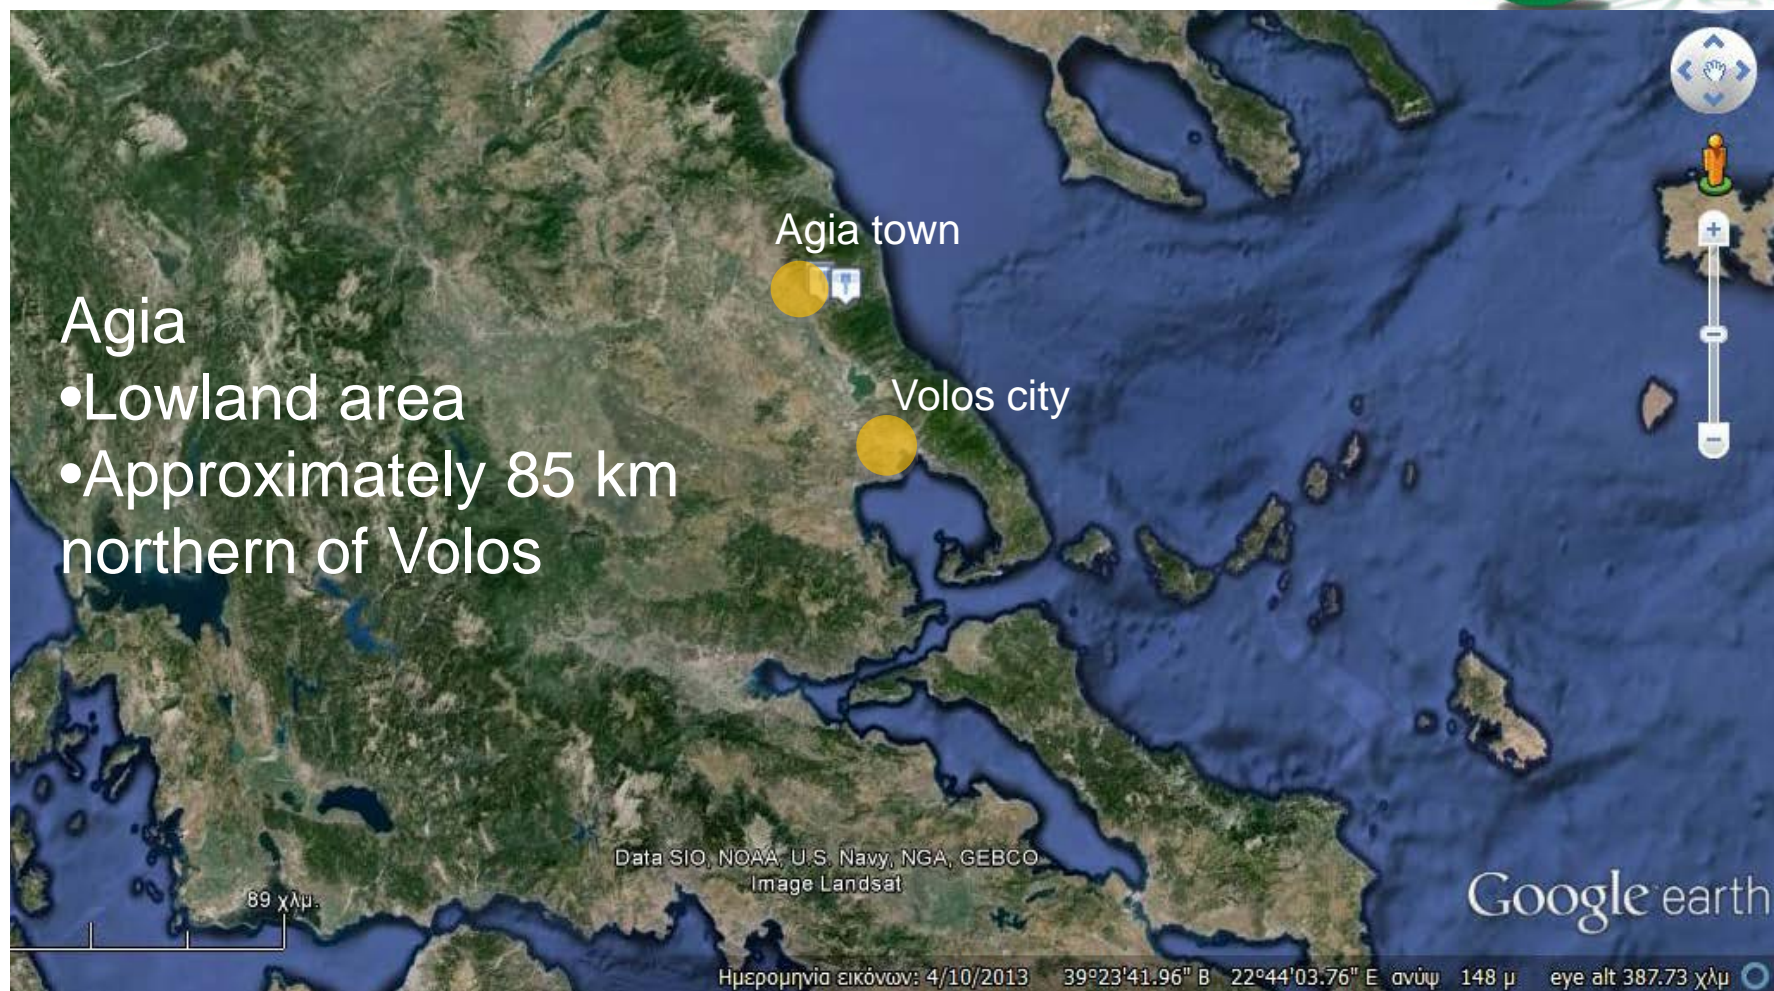 Agia town
Agia
•Lowland area
•Approximately 85 km
northern of Volos
Volos city
Data SIO, NOAA, U.S. Navy, NGA, GEBCO
Image Landsat
89 χλμ.
Google earth
Ημερομηνία εικόνων: 4/10/2013 39°23'41.96" Β 22°44'03.76" Ε ανύψ 148 μ eye alt 387.73 χλμ